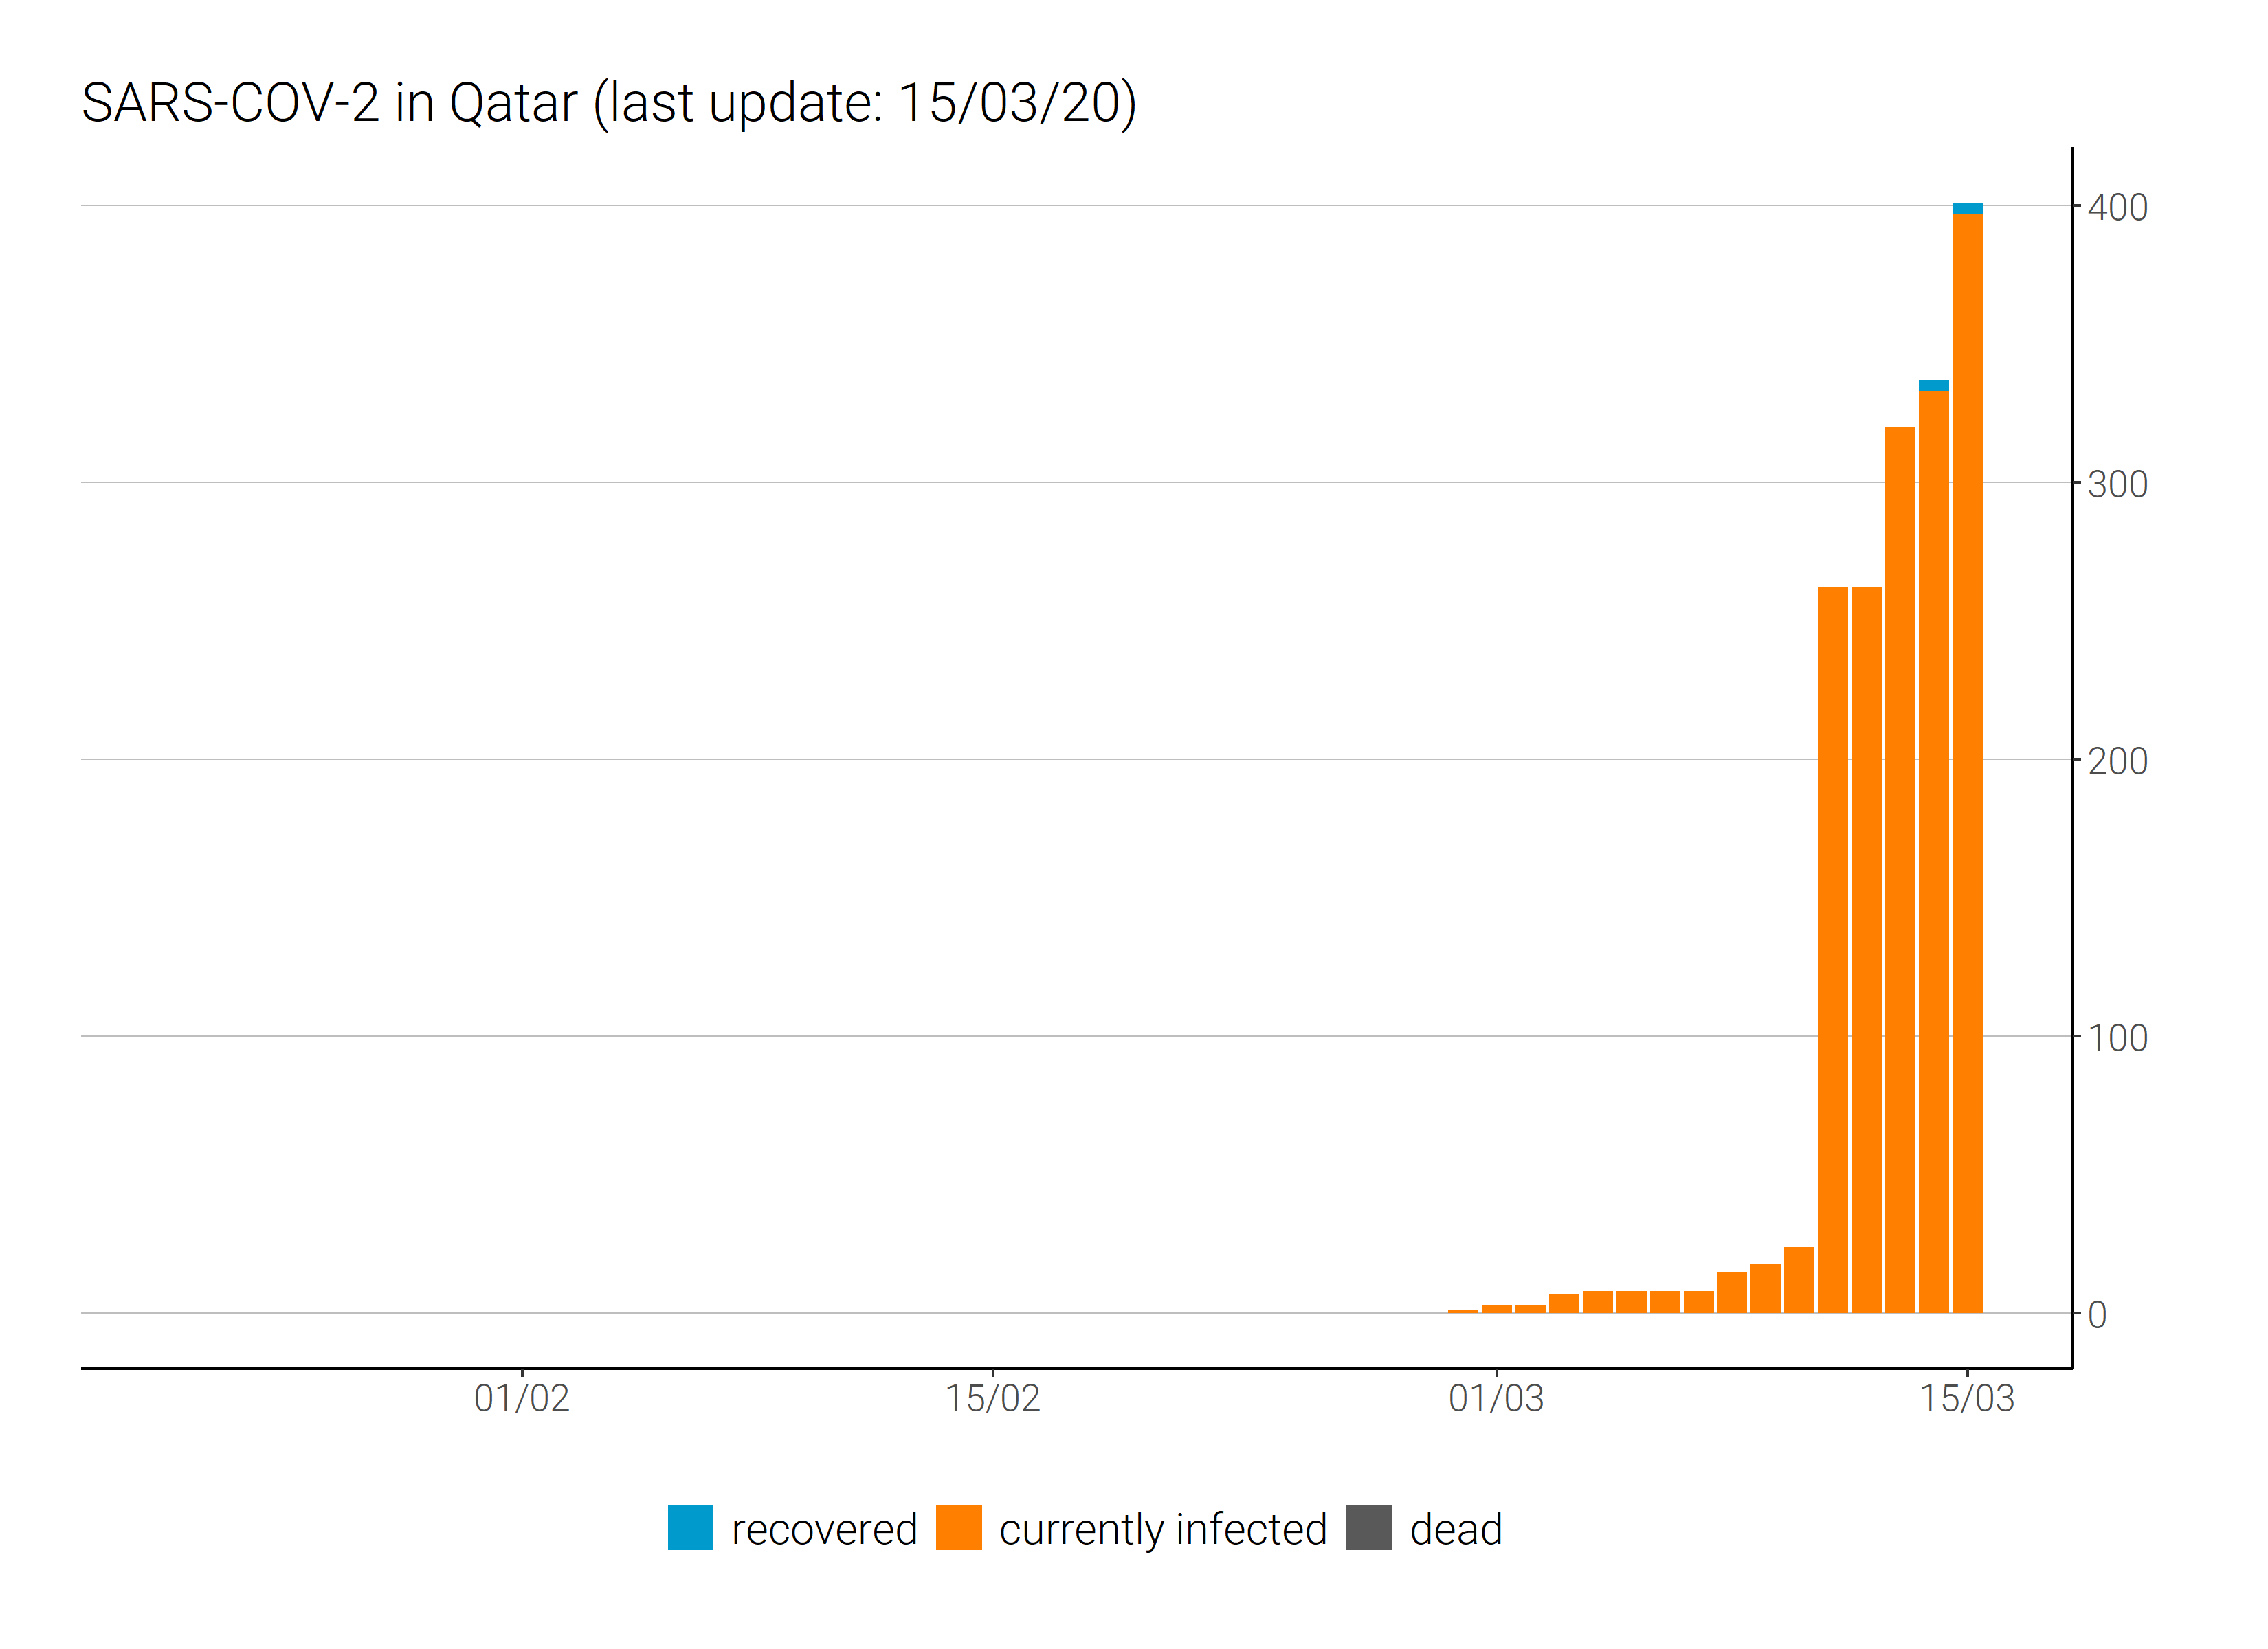 SARS-COV-2 in Qatar (last update: 15/03/20)
400
300
200
100
0
01/02 15/02 01/03 15/03
recovered currently infected dead